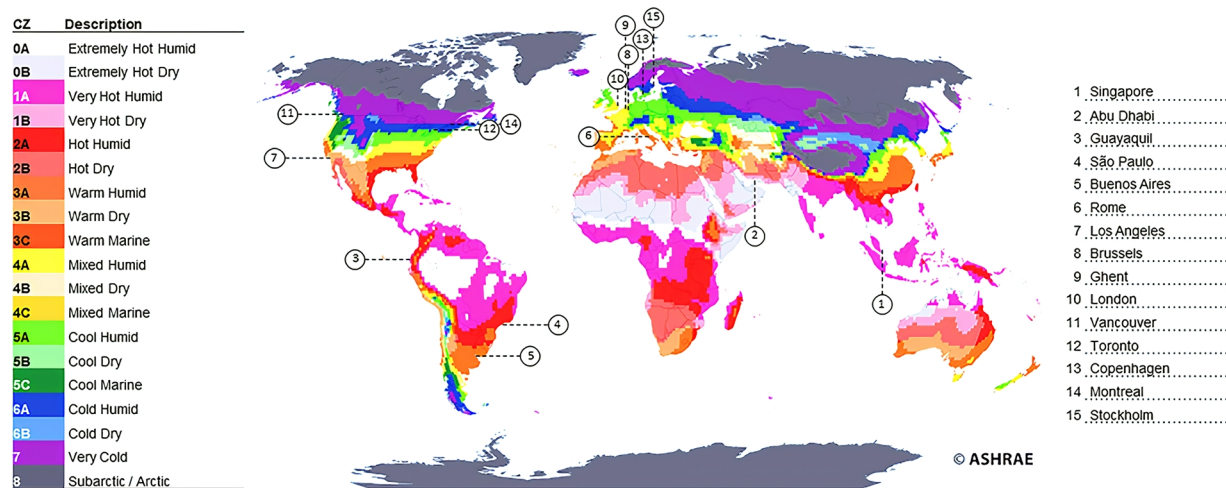 CZ Description
0A Extremely Hot Humid
0B Extremely Hot Dry
1A Very Hot Humid
1B Very Hot Dry
2A Hot Humid
2B Hot Dry
3A Warm Humid
3B Warm Dry
3C Warm Marine
4A Mixed Humid
4B Mixed Dry
4C Mixed Marine
5A Cool Humid
5B Cool Dry
5C Cool Marine
6A Cold Humid
6B Cold Dry
7 Very Cold
8 Subarctic / Arctic
15
9
13
8
10
11
14
12
6
7
2
3
1
4
5
© ASHRAE
1 Singapore
2 Abu Dhabi
3 Guayaquil
4 São Paulo
5 Buenos Aires
6 Rome
7 Los Angeles
8 Brussels
9 Ghent
10 London
11 Vancouver
12 Toronto
13 Copenhagen
14 Montreal
15 Stockholm